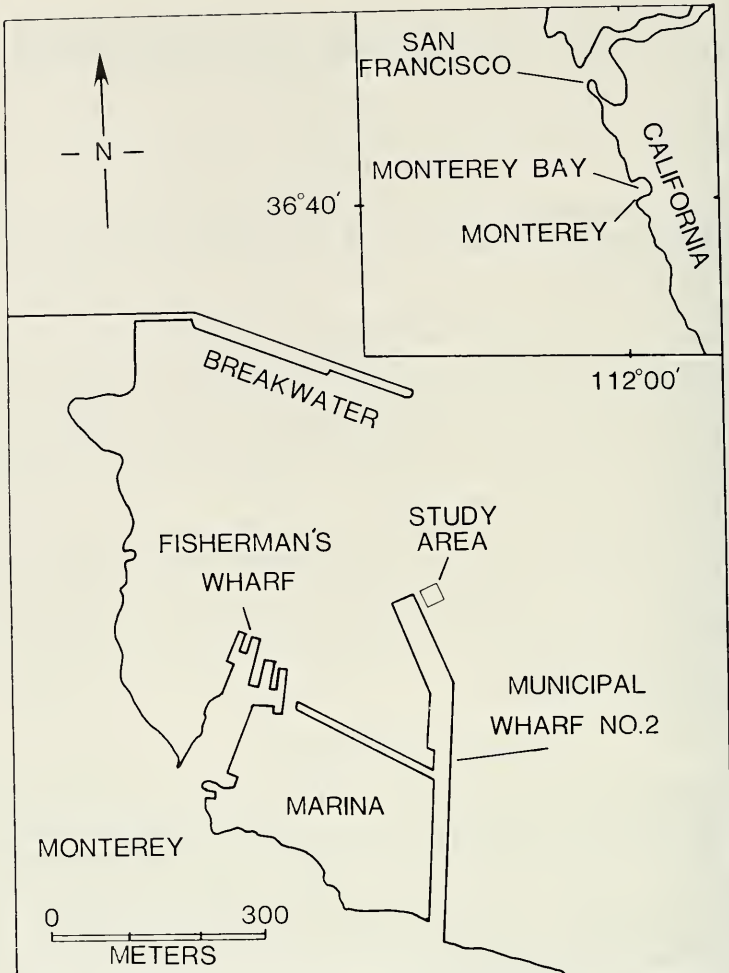 SAN
FRANCISCO
- N -
MONTEREY BAY
36°40'
MONTEREY
CALIFORNIA
112°00'
BREAKWATER
STUDY
AREA
FISHERMAN'S
WHARF
MUNICIPAL
WHARF NO.2
MARINA
MONTEREY
0 300
METERS